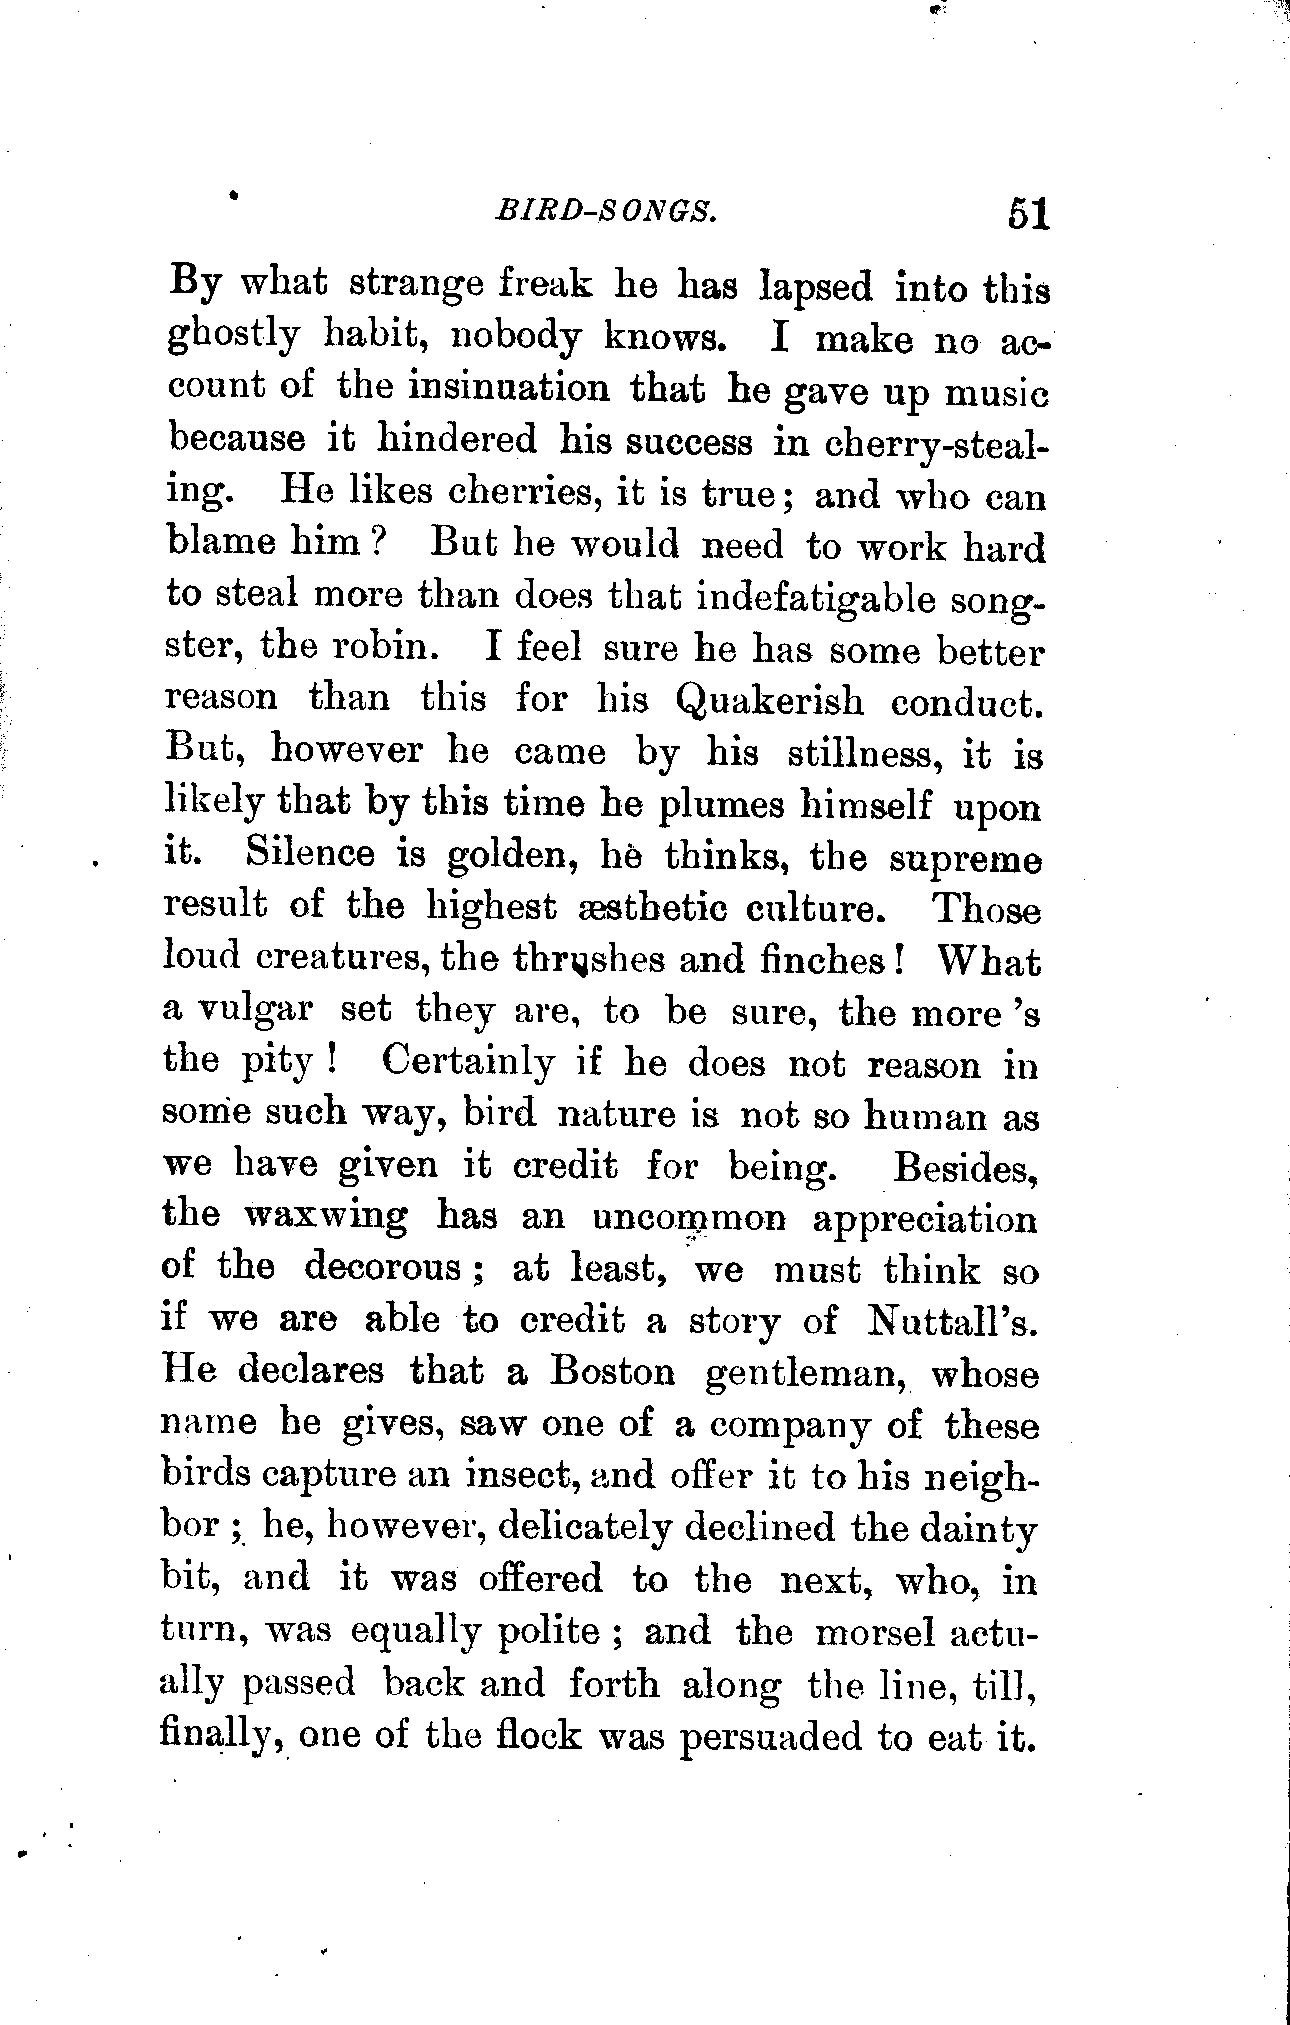 BIRD-SONGS. 51
By what strange freak he has lapsed into this
ghostly habit, nobody knows. I make no ac-
count of the insinuation that he gave up music
because it hindered his success in cherry-steal-
ing. He likes cherries, it is true; and who can
blame him? But he would need to work hard
to steal more than does that indefatigable song-
ster, the robin. I feel sure he has some better
reason than this for his Quakerish conduct.
But, however he came by his stillness, it is
likely that by this time he plumes himself upon
it. Silence is golden, he thinks, the supreme
result of the highest æsthetic culture. Those
loud creatures, the thrushes and finches! What
a vulgar set they are, to be sure, the more 's
the pity! Certainly if he does not reason in
some such way, bird nature is not so human as
we have given it credit for being. Besides,
the waxwing has an uncommon appreciation
of the decorous; at least, we must think so
if we are able to credit a story of Nuttall's.
He declares that a Boston gentleman, whose
name he gives, saw one of a company of these
birds capture an insect, and offer it to his neigh-
bor; he, however, delicately declined the dainty
bit, and it was offered to the next, who, in
turn, was equally polite; and the morsel actu-
ally passed back and forth along the line, till,
finally, one of the flock was persuaded to eat it.